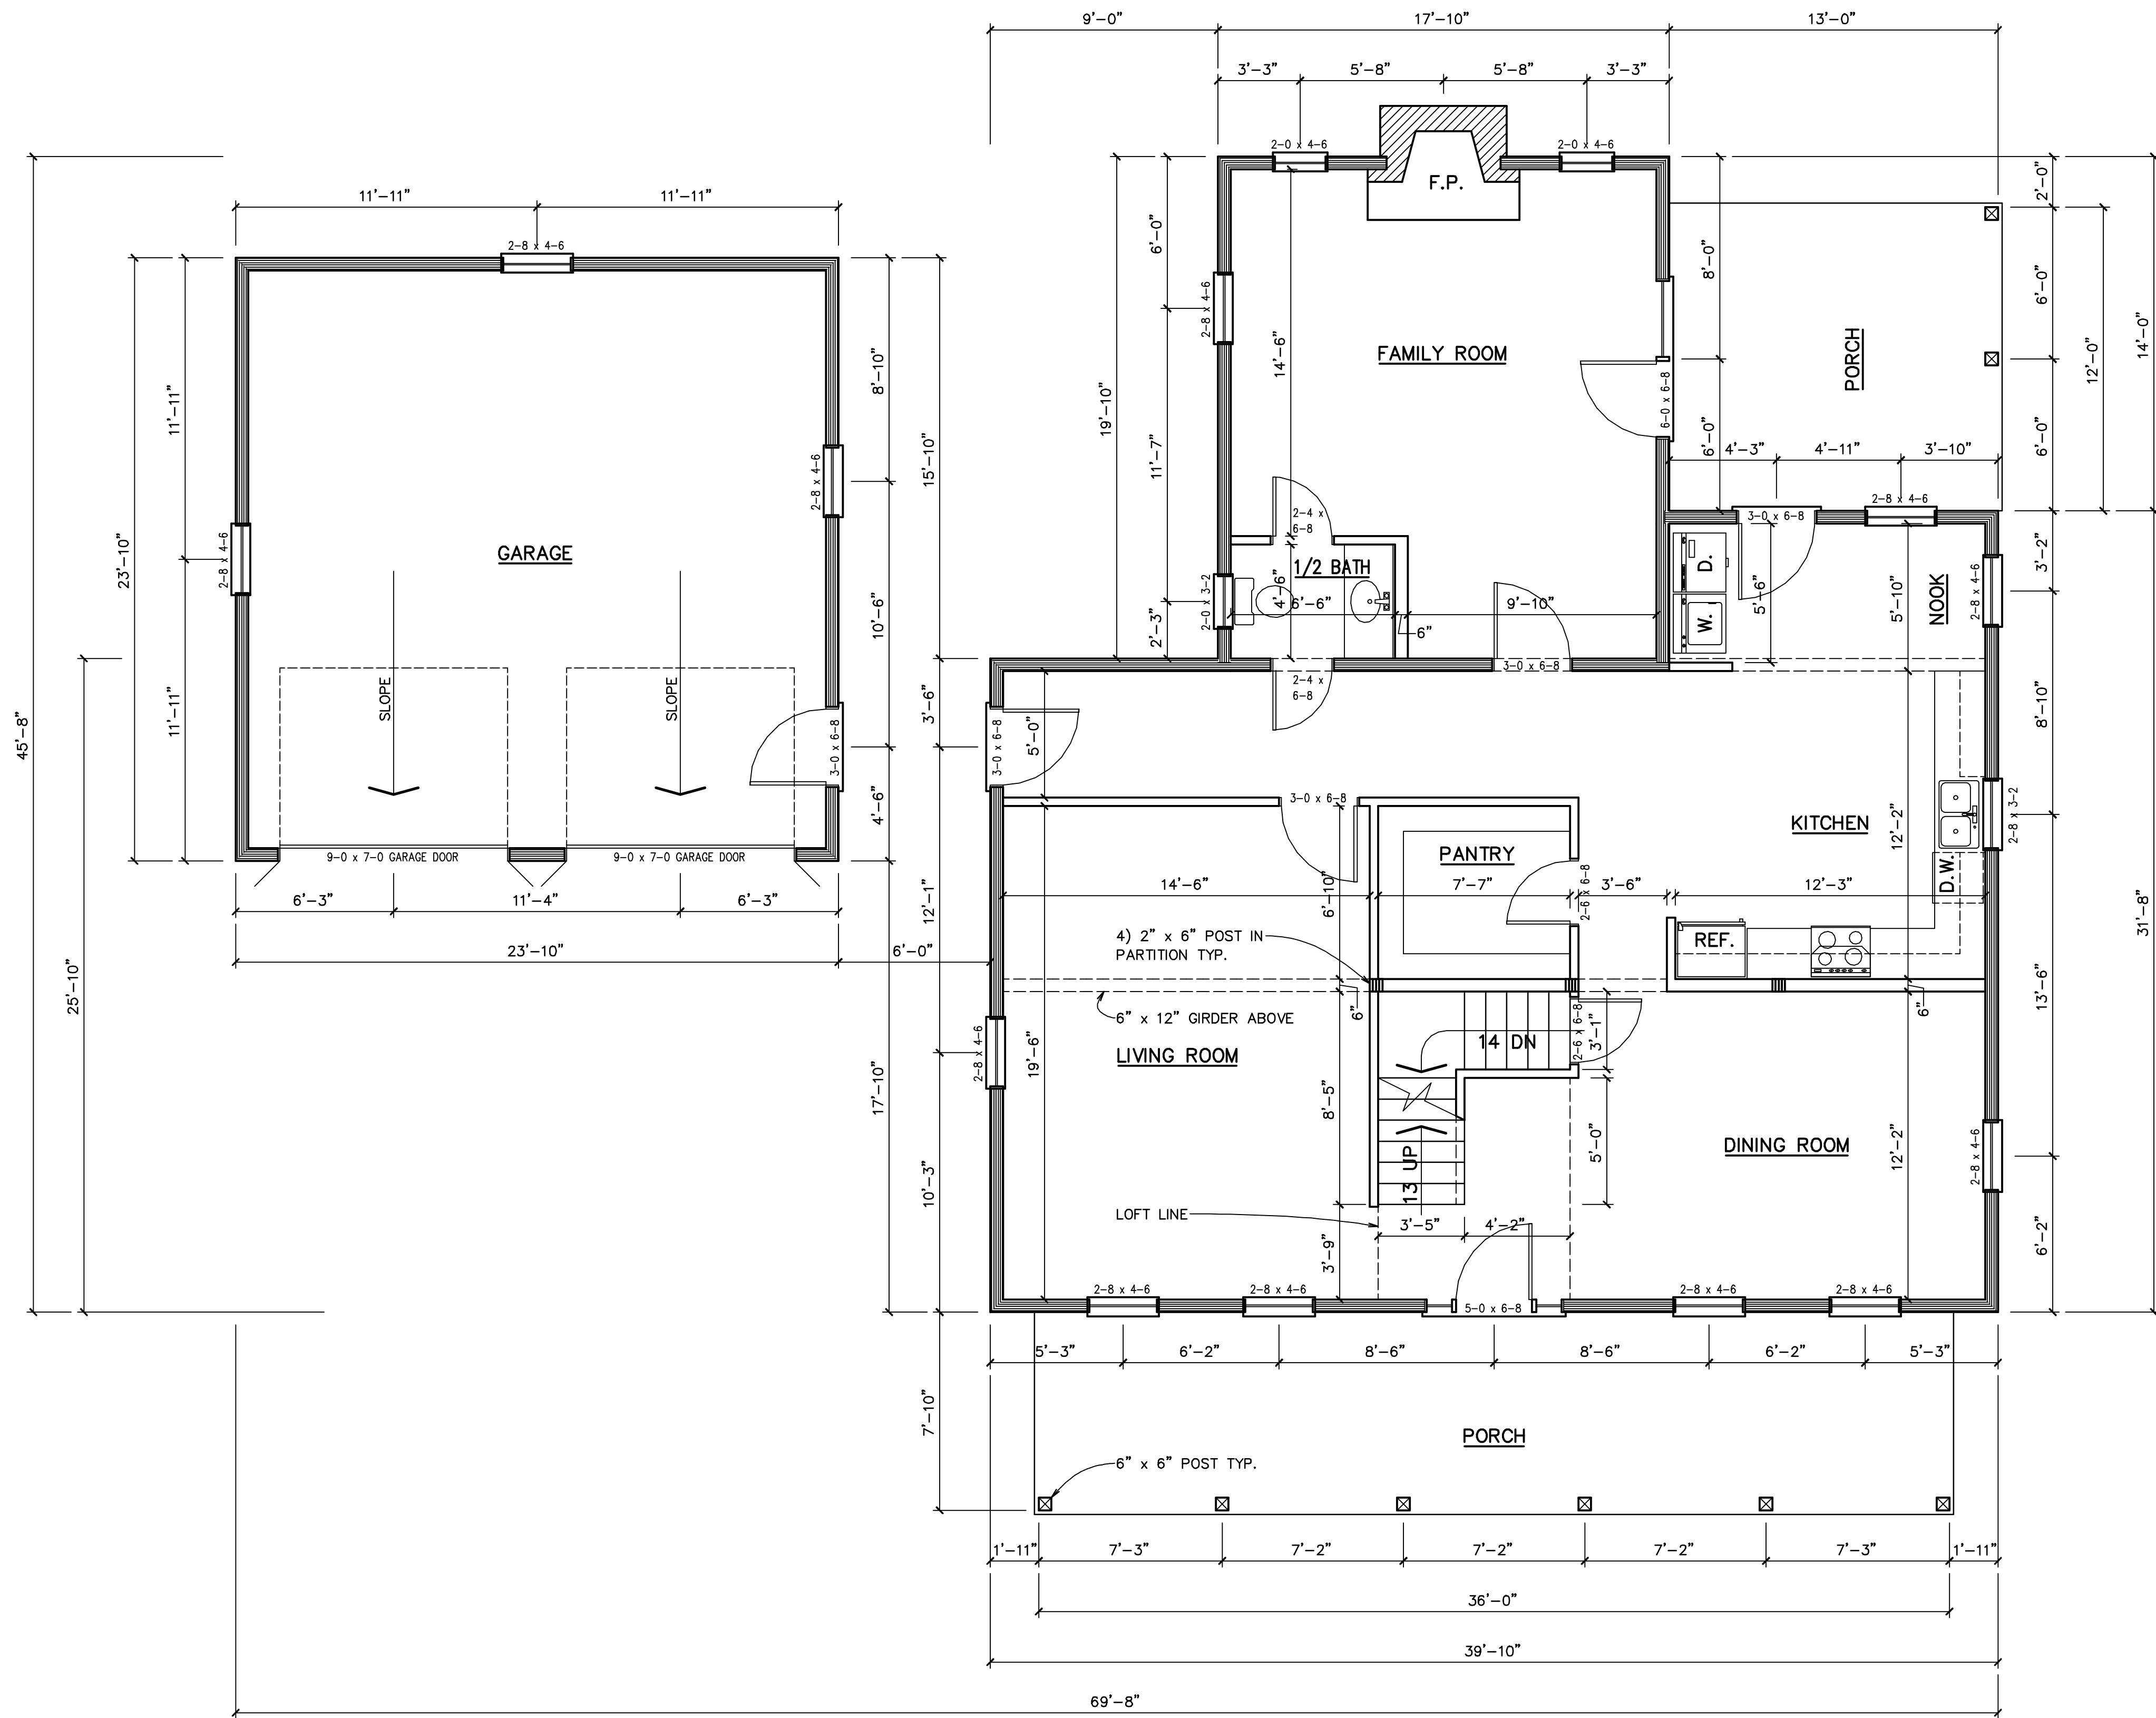 9'-0"
17'-10"
13'-0"
3'-3"
5'-8"
5'-8"
3'-3"
2-0 x 4-6
2-0 x 4-6
F.P.
11'-11"
11'-11"
2-8 x 4-6
2'-0"
6'-0"
8'-0"
6'-0"
14'-0"
12'-0"
2-8 x 4-6
14'-6"
FAMILY ROOM
PORCH
6-0 x 6-8
6'-0"
6'-0"
4'-3"
4'-11"
3'-10"
8'-10"
11'-11"
19'-10"
11'-7"
15'-10"
2-8 x 4-6
2-8 x 4-6
3-0 x 6-8
2-4 x
6-8
3'-2"
23'-10"
2-8 x 4-6
GARAGE
1/2 BATH
D.
5'-6"
5'-10"
NOOK
2-8 x 4-6
10'-6"
2-0 x 3-2
4'-6"
6'-6"
9'-10"
W.
2'-3"
6"
3-0 x 6-8
2-4 x
6-8
11'-11"
SLOPE
SLOPE
3'-6"
8'-10"
45'-8"
3-0 x 6-8
3-0 x 6-8
5'-0"
4'-6"
3-0 x 6-8
KITCHEN
12'-2"
2-8 x 3-2
PANTRY
9-0 x 7-0 GARAGE DOOR
9-0 x 7-0 GARAGE DOOR
D.W.
14'-6"
6'-10"
7'-7"
2-6 x 6-8
3'-6"
12'-3"
6'-3"
11'-4"
6'-3"
12'-1"
31'-8"
4) 2" x 6" POST IN
PARTITION TYP.
REF.
23'-10"
6'-0"
25'-10"
13'-6"
6"
6"
6" x 12" GIRDER ABOVE
2-8 x 4-6
19'-6"
LIVING ROOM
14 DN
2-6 x 6-8
3'-1"
17'-10"
8'-5"
5'-0"
DINING ROOM
12'-2"
2-8 x 4-6
13 UP
10'-3"
LOFT LINE
3'-5"
4'-2"
6'-2"
3'-9"
2-8 x 4-6
2-8 x 4-6
5-0 x 6-8
2-8 x 4-6
2-8 x 4-6
5'-3"
6'-2"
8'-6"
8'-6"
6'-2"
5'-3"
7'-10"
PORCH
6" x 6" POST TYP.
1'-11"
7'-3"
7'-2"
7'-2"
7'-2"
7'-3"
1'-11"
36'-0"
39'-10"
69'-8"